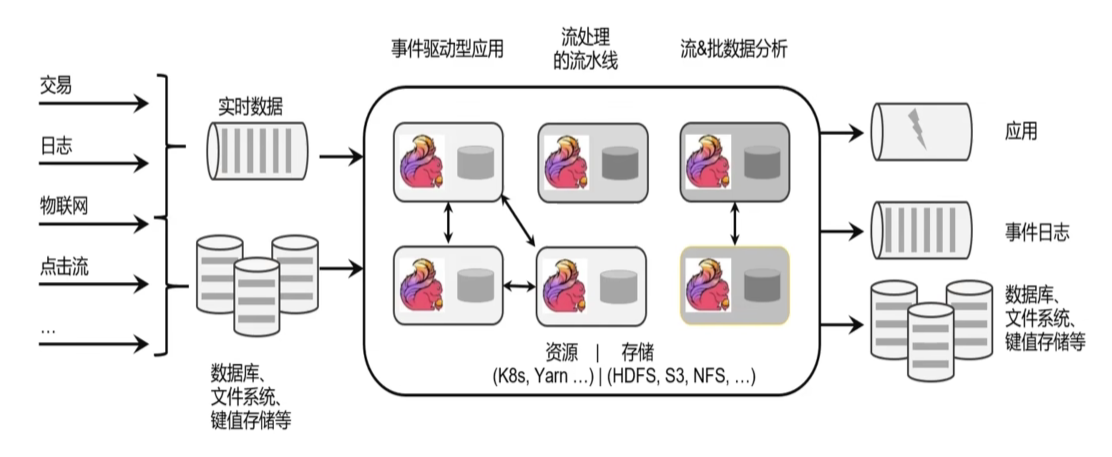 事件驱动型应用
流处理
的流水线
流&批数据分析
交易
日志
物联网
点击流
...
实时数据
数据库、
文件系统、
键值存储等
资源 | 存储
(K8s, Yarn ...) | (HDFS, S3, NFS, ...)
应用
事件日志
数据库、
文件系统、
键值存储等